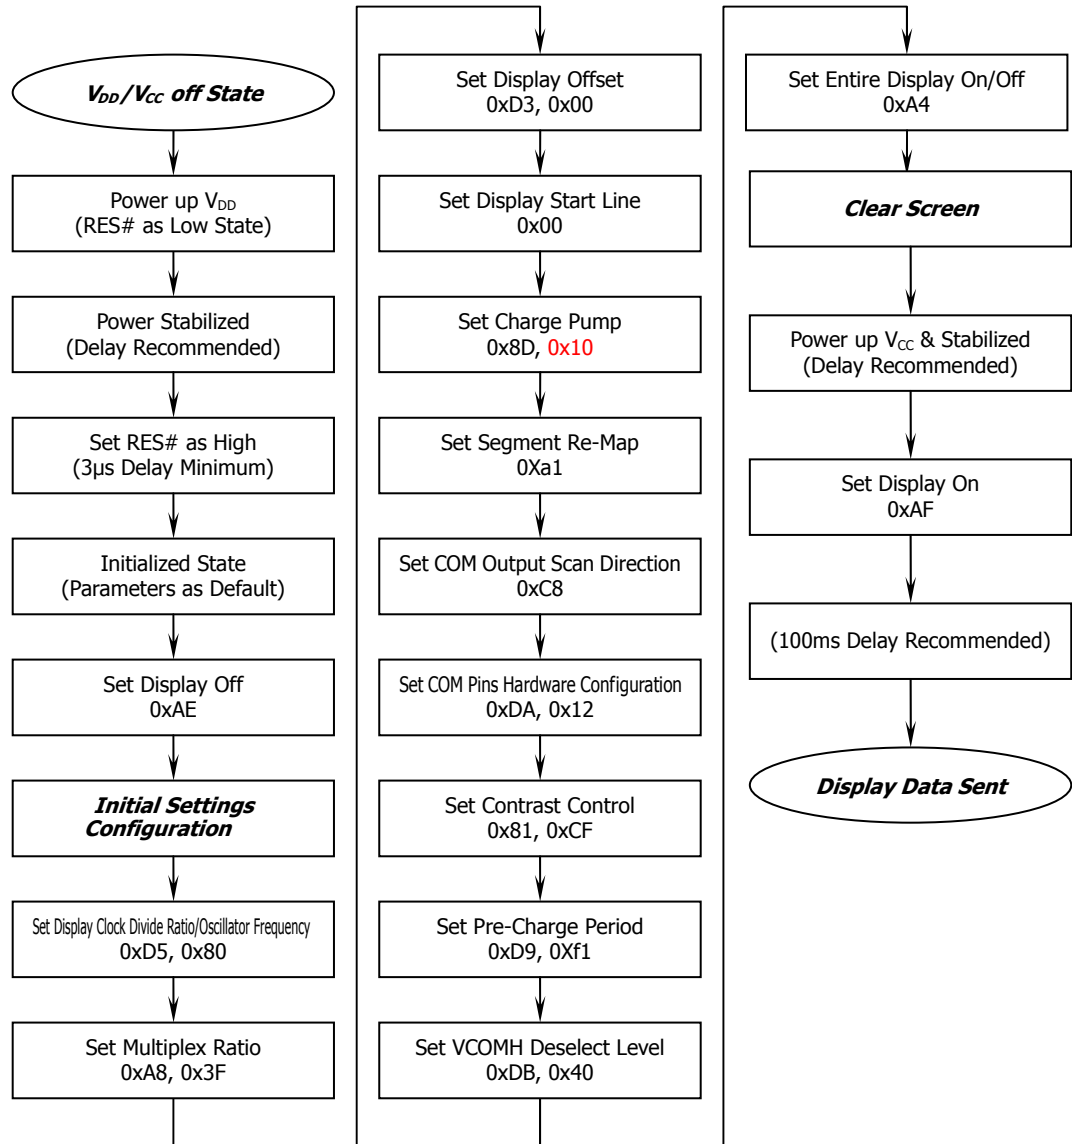 V_DD/V_CC off State
Power up V_DD
(RES# as Low State)
Power Stabilized
(Delay Recommended)
Set RES# as High
(3µs Delay Minimum)
Initialized State
(Parameters as Default)
Set Display Off
0xAE
Initial Settings
Configuration
Set Display Clock Divide Ratio/Oscillator Frequency
0xD5, 0x80
Set Multiplex Ratio
0xA8, 0x3F
Set Display Offset
0xD3, 0x00
Set Display Start Line
0x00
Set Charge Pump
0x8D, 0x10
Set Segment Re-Map
0Xa1
Set COM Output Scan Direction
0xC8
Set COM Pins Hardware Configuration
0xDA, 0x12
Set Contrast Control
0x81, 0xCF
Set Pre-Charge Period
0xD9, 0Xf1
Set VCOMH Deselect Level
0xDB, 0x40
Set Entire Display On/Off
0xA4
Clear Screen
Power up V_CC & Stabilized
(Delay Recommended)
Set Display On
0xAF
(100ms Delay Recommended)
Display Data Sent